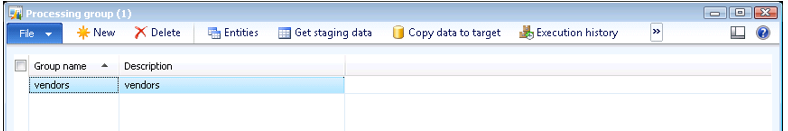 Processing group (1)
File New Delete Entities Get staging data Copy data to target Execution history »
Group name Description
vendors vendors